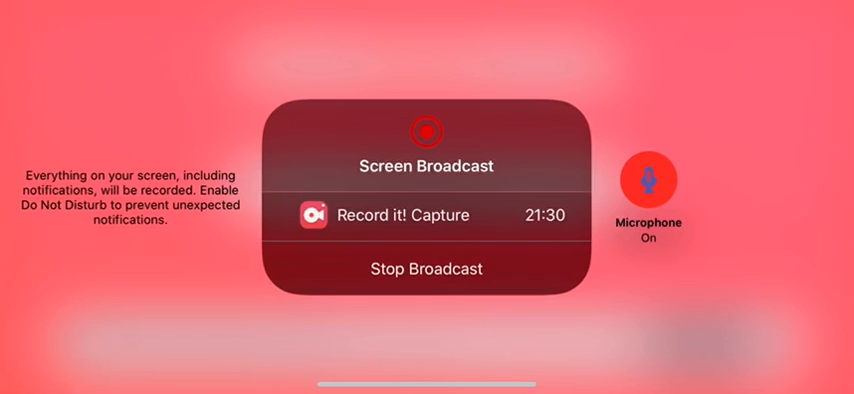 Screen Broadcast
Everything on your screen, including
notifications, will be recorded. Enable
Do Not Disturb to prevent unexpected
notifications.
Record it! Capture 21:30
Stop Broadcast
Microphone
On